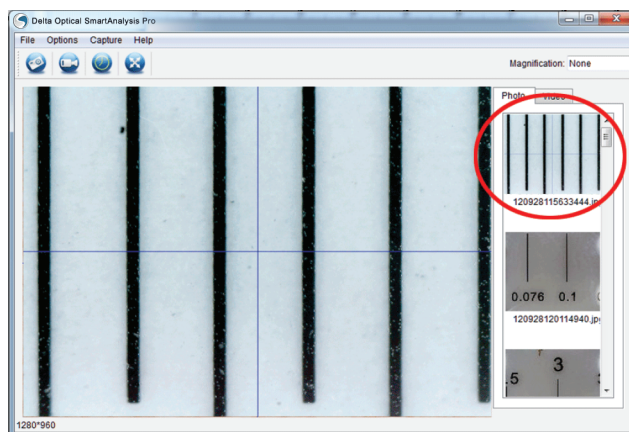 Delta Optical SmartAnalysis Pro
File Options Capture Help
Magnification: None
Photo Video
120928115633444.jpg
0.076 0.1
120928120114940.jpg
.5 3
1280*960